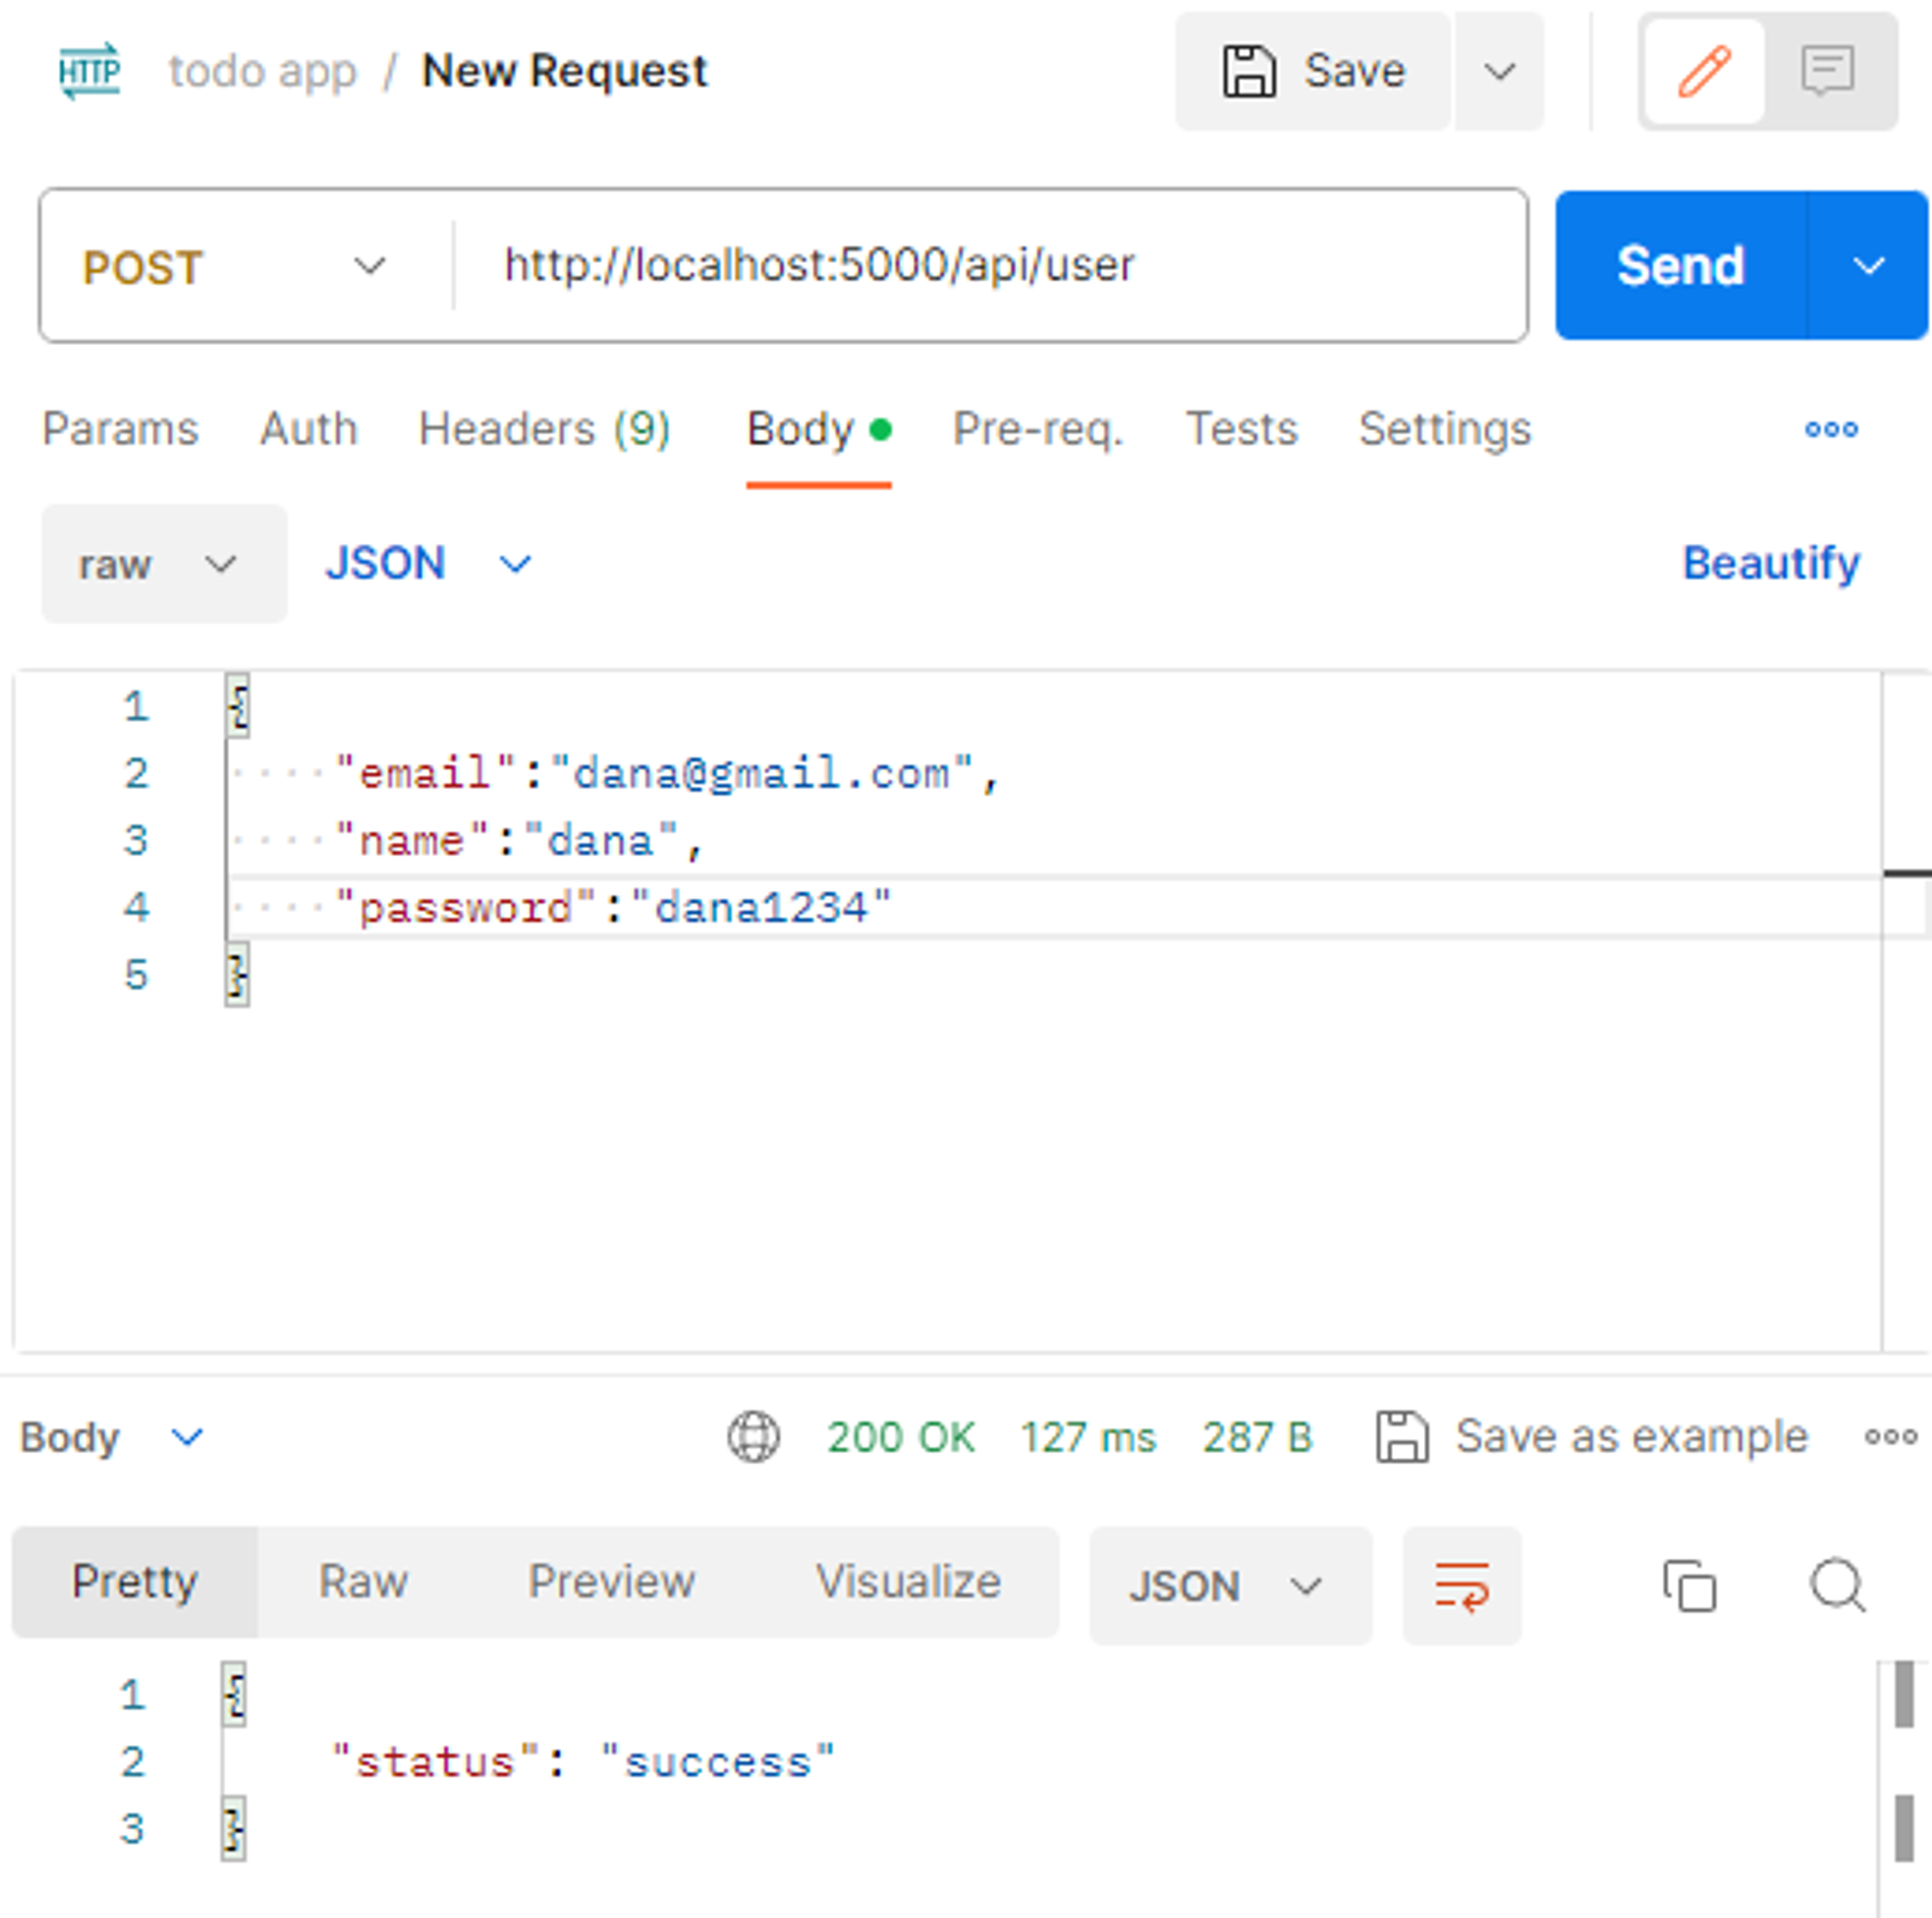 HTTP todo app / New Request Save
POST http://localhost:5000/api/user Send
Params Auth Headers (9) Body Pre-req. Tests Settings
raw JSON Beautify
1 {
2 "email":"dana@gmail.com",
3 "name":"dana",
4 "password":"dana1234"
5 }
Body 200 OK 127 ms 287 B Save as example
Pretty Raw Preview Visualize JSON
1 {
2 "status": "success"
3 }